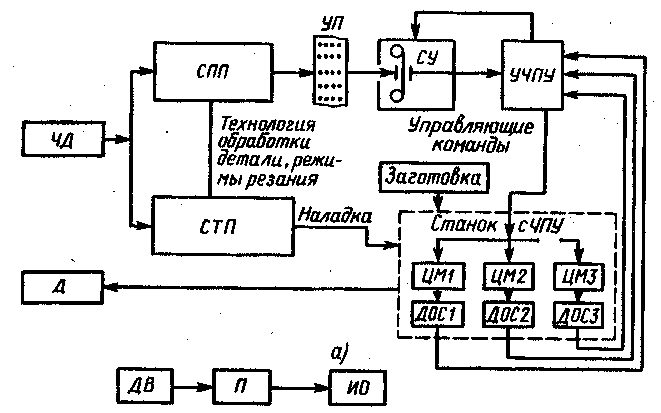 УП
СПП
СУ
УЧПУ
ЧД
Технология
обработки
детали, режи-
мы резания
Управляющие
команды
Заготовка
СТП
Наладка
Станок с ЧПУ
ЦМ1 ЦМ2 ЦМ3
Д
ДОС1 ДОС2 ДОС3
а)
ДВ П ИО